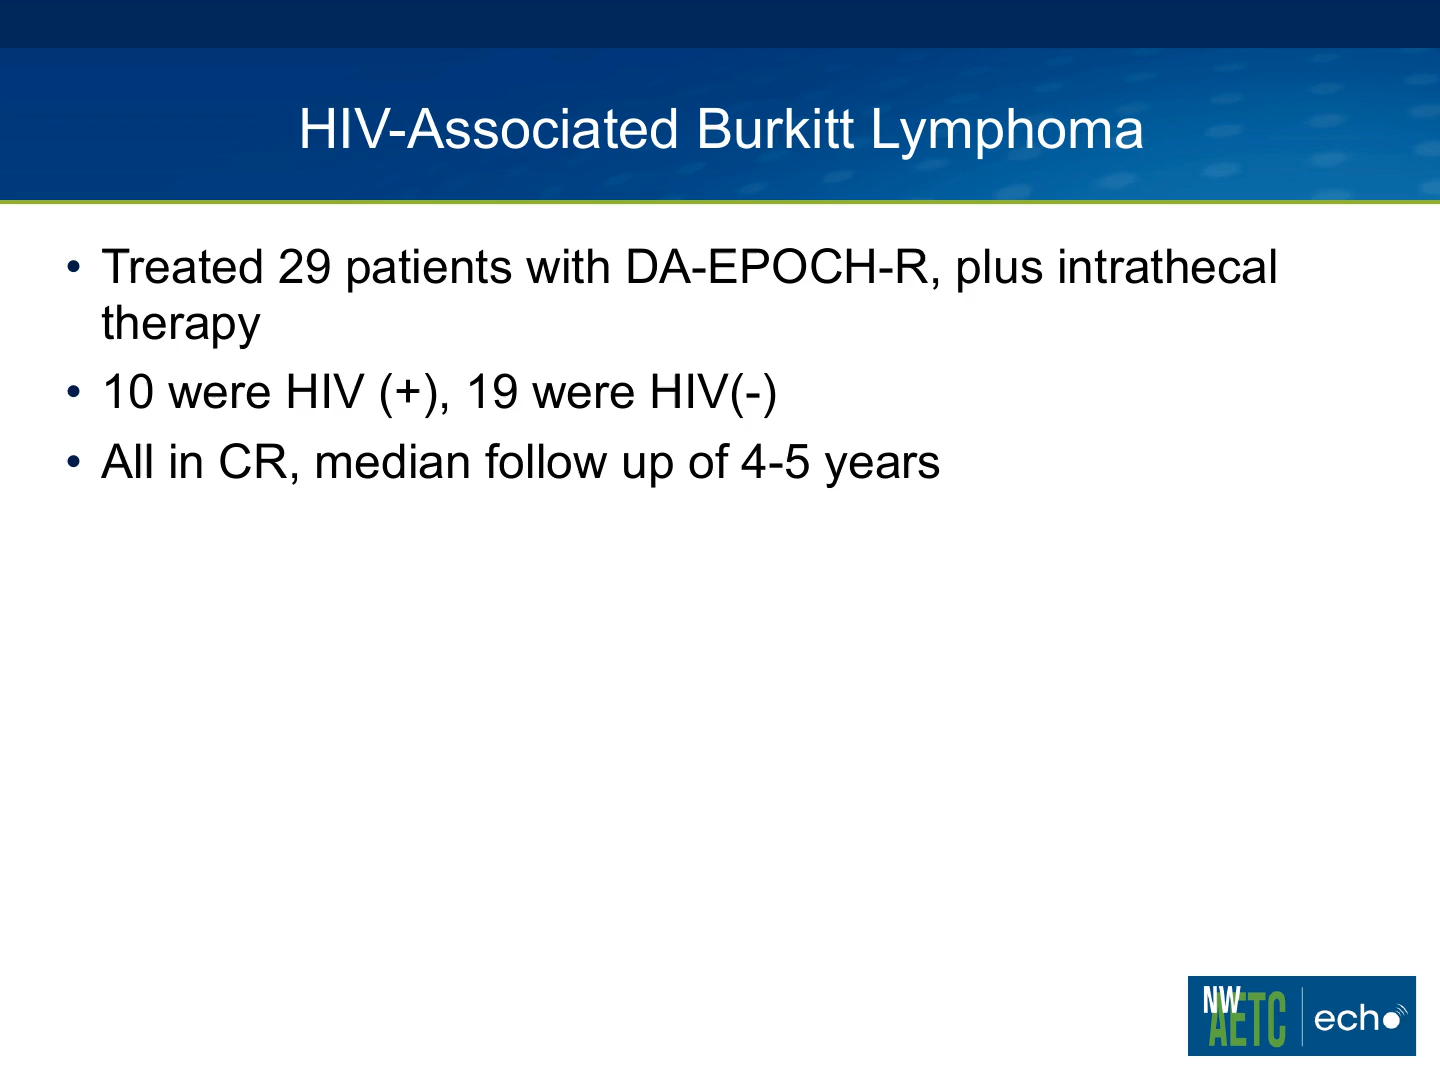 HIV-Associated Burkitt Lymphoma
• Treated 29 patients with DA-EPOCH-R, plus intrathecal
therapy
• 10 were HIV (+), 19 were HIV(-)
• All in CR, median follow up of 4-5 years
NW
AETC
echo